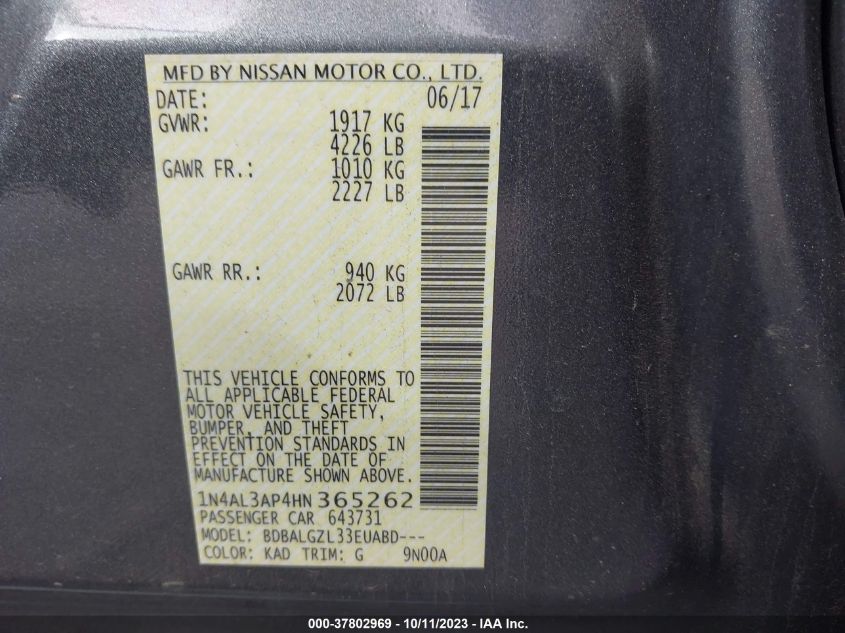 MFD BY NISSAN MOTOR CO., LTD.
DATE: 06/17
GVWR: 1917 KG
4226 LB
GAWR FR.: 1010 KG
2227 LB
GAWR RR.: 940 KG
2072 LB
THIS VEHICLE CONFORMS TO
ALL APPLICABLE FEDERAL
MOTOR VEHICLE SAFETY,
BUMPER, AND THEFT
PREVENTION STANDARDS IN
EFFECT ON THE DATE OF
MANUFACTURE SHOWN ABOVE.
1N4AL3AP4HN365262
PASSENGER CAR 643731
MODEL: BDBALGZL33EUABD---
COLOR: KAD TRIM: G 9N00A
000-37802969 - 10/11/2023 - IAA Inc.